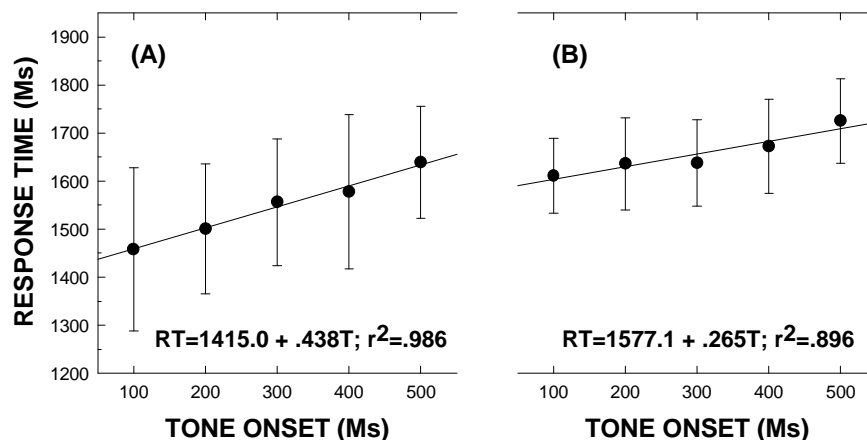 RESPONSE TIME (Ms)
1900
1800
1700
1600
1500
1400
1300
1200
(A)
RT=1415.0 + .438T; r2=.986
100 200 300 400 500
TONE ONSET (Ms)
(B)
RT=1577.1 + .265T; r2=.896
100 200 300 400 500
TONE ONSET (Ms)